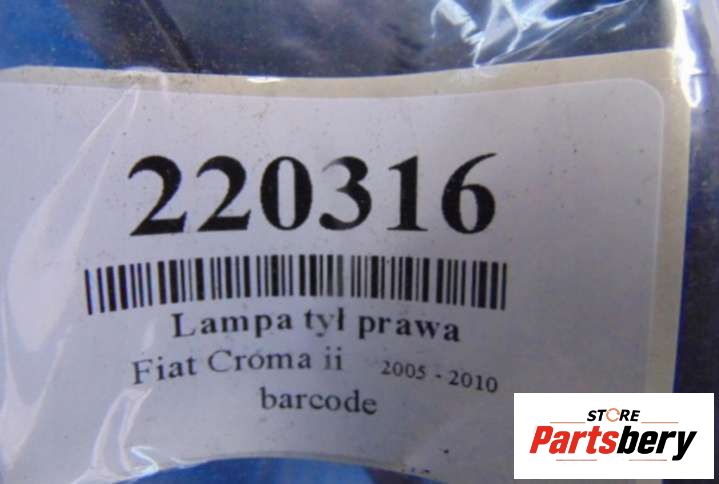 220316
Lampa tył prawa
Fiat Croma ii 2005 - 2010
barcode
STORE
Partsbery